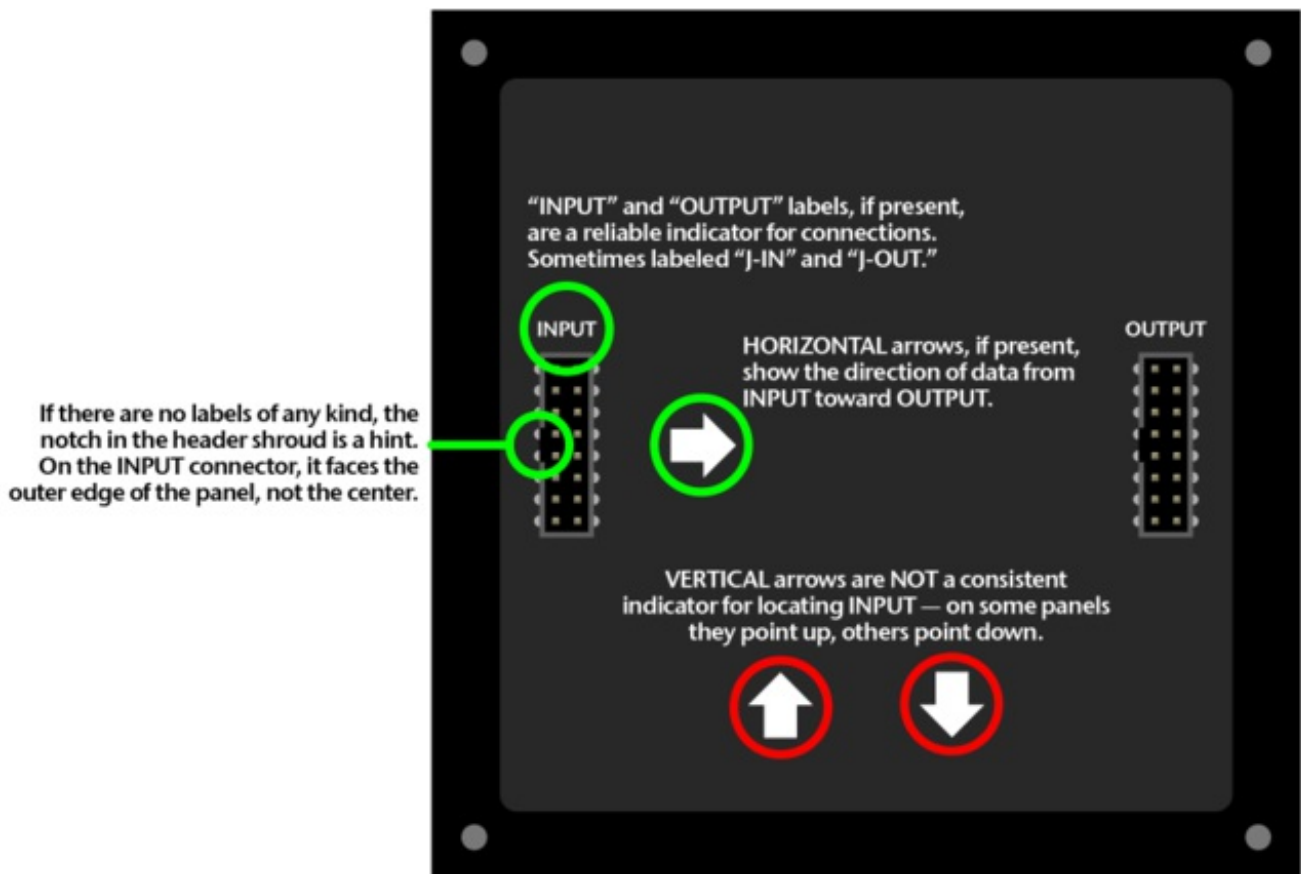 “INPUT” and “OUTPUT” labels, if present,
are a reliable indicator for connections.
Sometimes labeled “J-IN” and “J-OUT.”
INPUT
OUTPUT
HORIZONTAL arrows, if present,
show the direction of data from
INPUT toward OUTPUT.
If there are no labels of any kind, the
notch in the header shroud is a hint.
On the INPUT connector, it faces the
outer edge of the panel, not the center.
VERTICAL arrows are NOT a consistent
indicator for locating INPUT — on some panels
they point up, others point down.